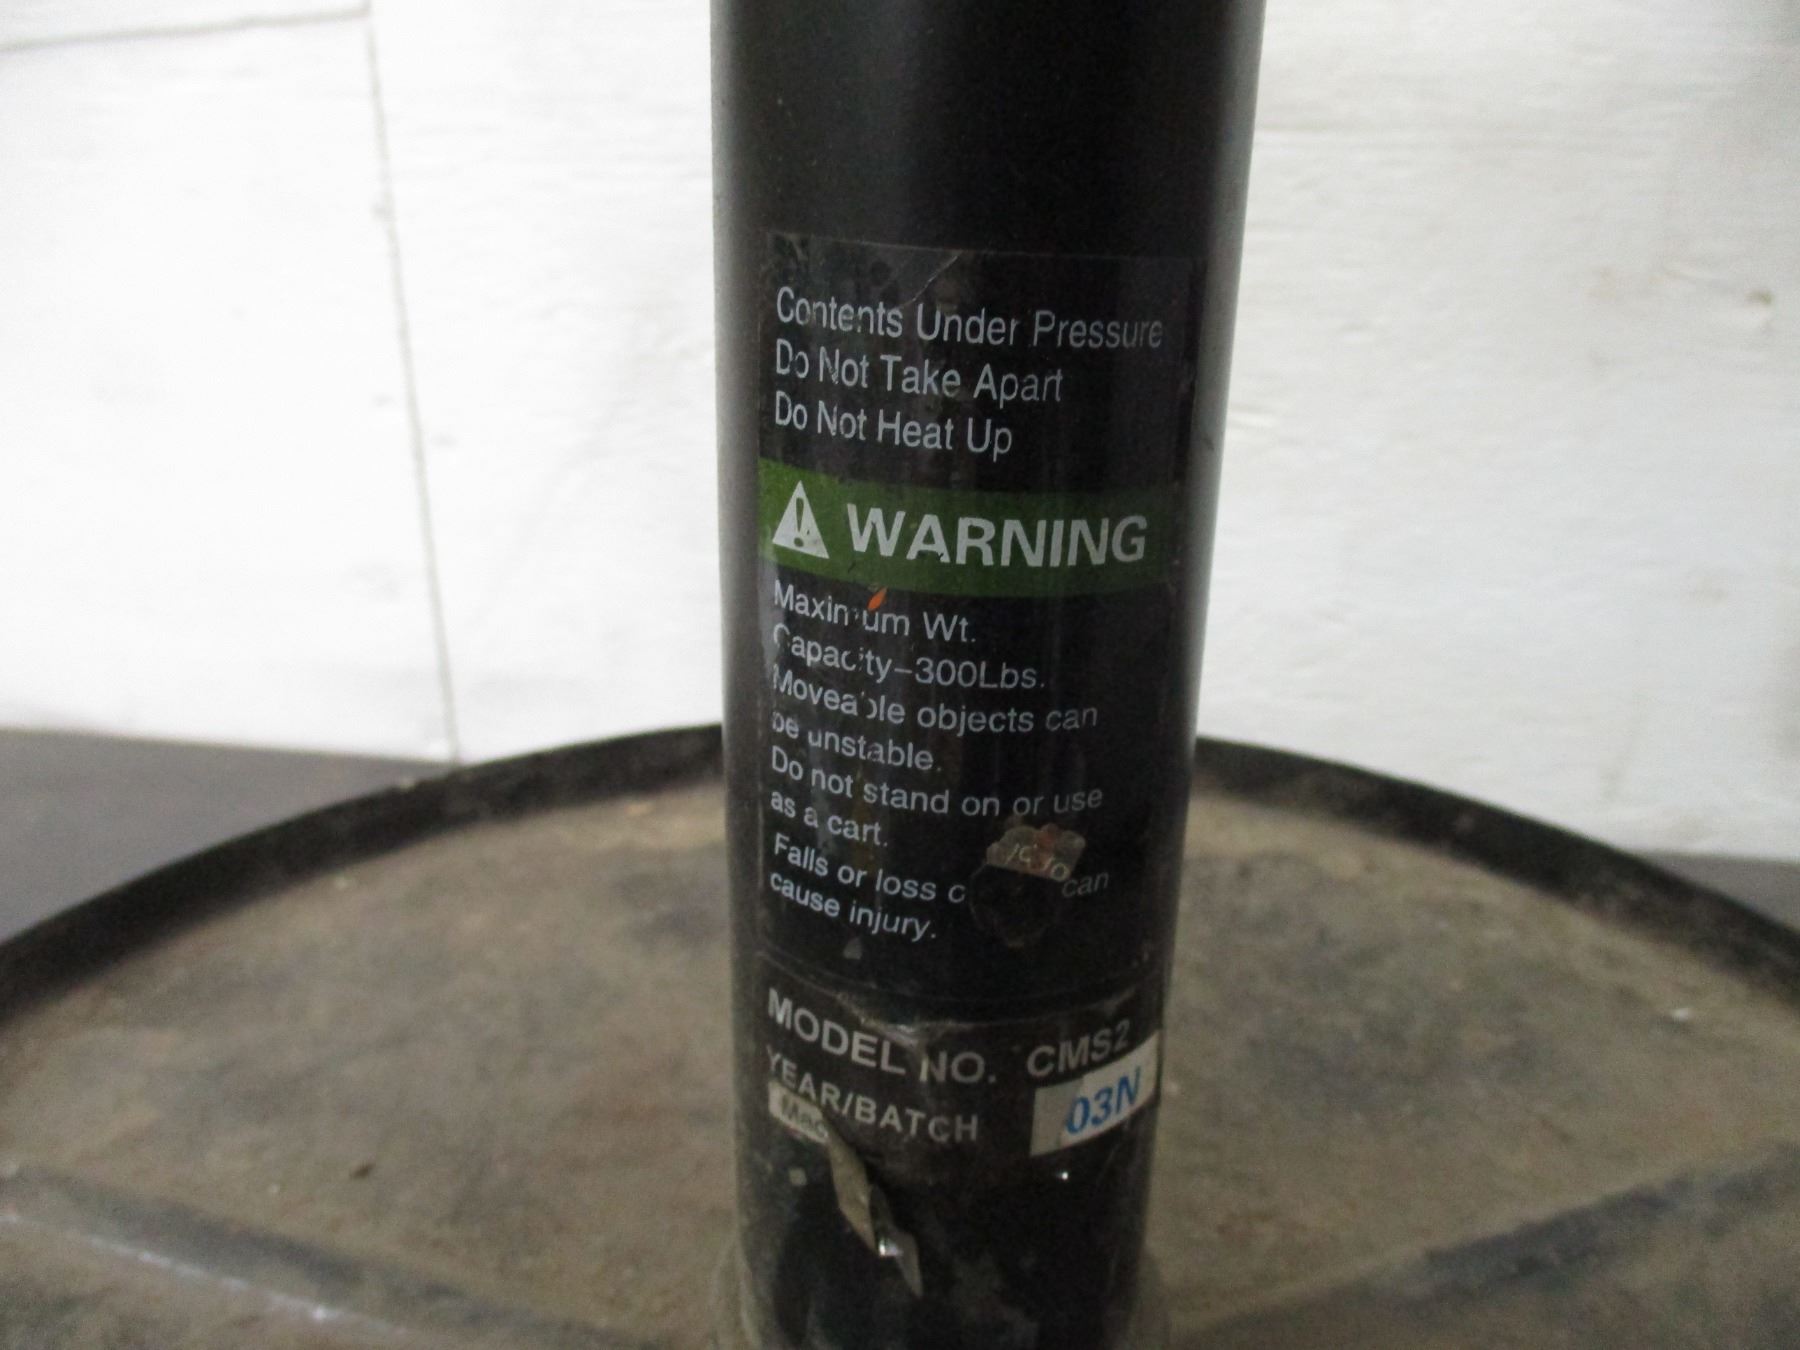 Contents Under Pressure
Do Not Take Apart
Do Not Heat Up
WARNING
Maximum Wt.
Capacity-300Lbs.
Moveable objects can
be unstable.
Do not stand on or use
as a cart.
Falls or loss can
cause injury.
MODEL NO. CMS2
YEAR/BATCH 03N